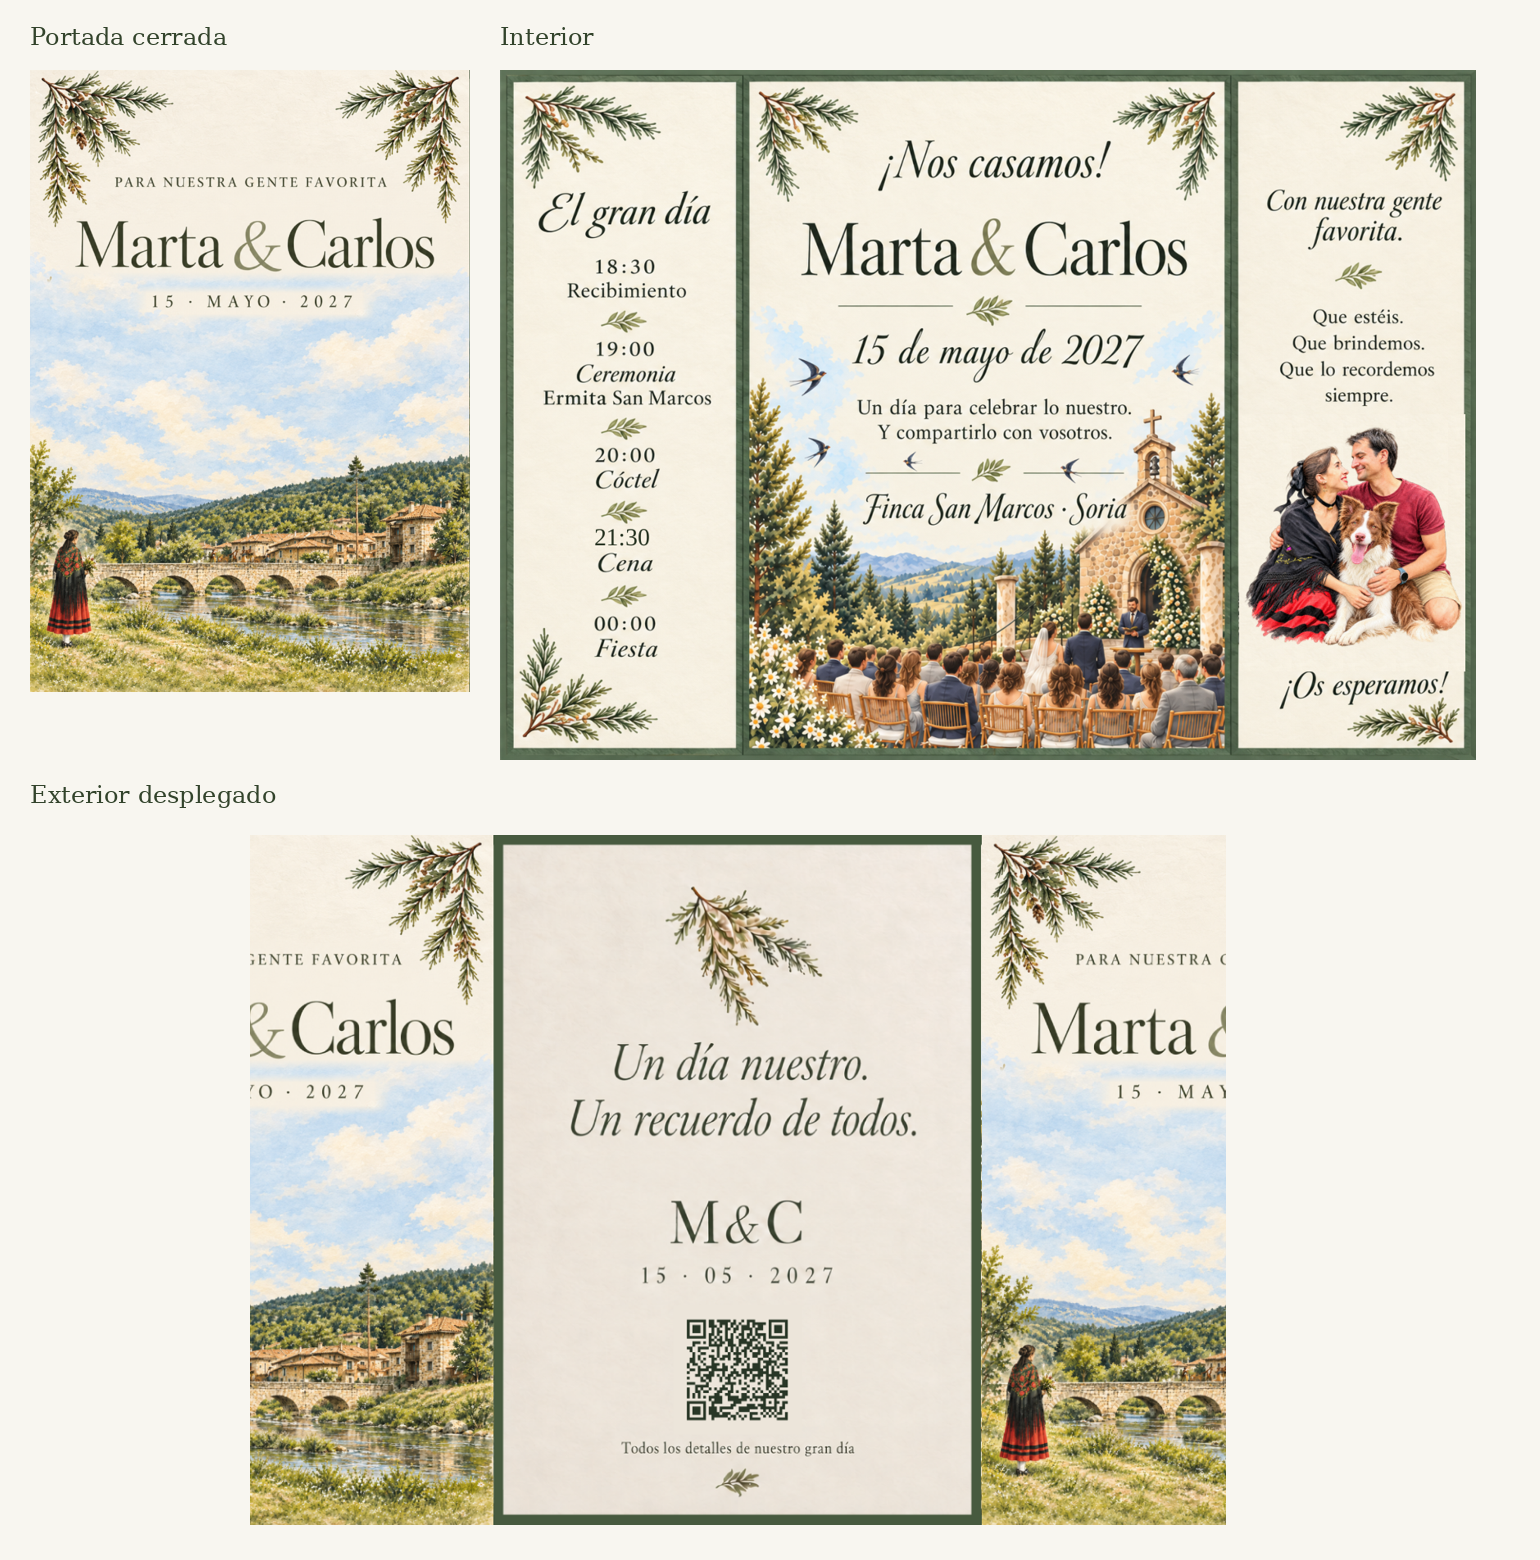 Portada cerrada
PARA NUESTRA GENTE FAVORITA
Marta & Carlos
15 · MAYO · 2027
Interior
El gran día
18:30
Recibimiento
19:00
Ceremonia
Ermita San Marcos
20:00
Cóctel
21:30
Cena
00:00
Fiesta
¡Nos casamos!
Marta & Carlos
15 de mayo de 2027
Un día para celebrar lo nuestro.
Y compartirlo con vosotros.
Finca San Marcos · Soria
Con nuestra gente
favorita.
Que estéis.
Que brindemos.
Que lo recordemos
siempre.
¡Os esperamos!
Exterior desplegado
GENTE FAVORITA
& Carlos
YO · 2027
Un día nuestro.
Un recuerdo de todos.
M&C
15 · 05 · 2027
Todos los detalles de nuestro gran día
PARA NUESTRA G
Marta &
15 · MAY